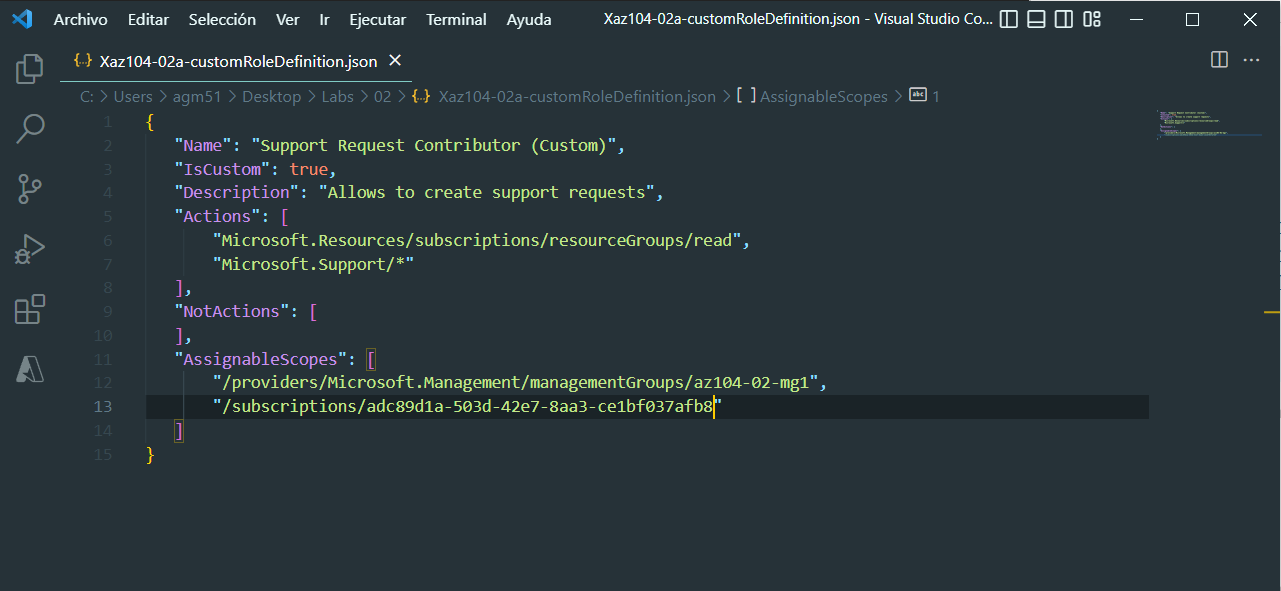 Archivo Editar Selección Ver Ir Ejecutar Terminal Ayuda Xaz104-02a-customRoleDefinition.json - Visual Studio Co...
{..} Xaz104-02a-customRoleDefinition.json
C: > Users > agm51 > Desktop > Labs > 02 > {..} Xaz104-02a-customRoleDefinition.json > [ ] AssignableScopes > abc 1
1 {
2 "Name": "Support Request Contributor (Custom)",
3 "IsCustom": true,
4 "Description": "Allows to create support requests",
5 "Actions": [
6 "Microsoft.Resources/subscriptions/resourceGroups/read",
7 "Microsoft.Support/*"
8 ],
9 "NotActions": [
10 ],
11 "AssignableScopes": [
12 "/providers/Microsoft.Management/managementGroups/az104-02-mg1",
13 "/subscriptions/adc89d1a-503d-42e7-8aa3-ce1bf037afb8"
14 ]
15 }